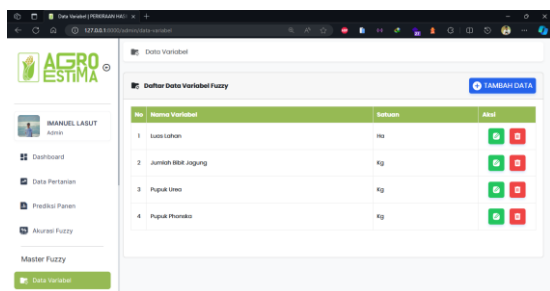 Data Variabel | PERKIRAAN HASI
127.0.0.1:8000/admin/data-variabel
AGRO
ESTIMA
IMANUEL LASUT
Admin
Dashboard
Data Pertanian
Prediksi Panen
Akurasi Fuzzy
Master Fuzzy
Data Variabel
Data Variabel
Daftar Data Variabel Fuzzy
TAMBAH DATA
No Nama Variabel Satuan Aksi
1 Luas Lahan Ha
2 Jumlah Bibit Jagung Kg
3 Pupuk Urea Kg
4 Pupuk Phonska Kg